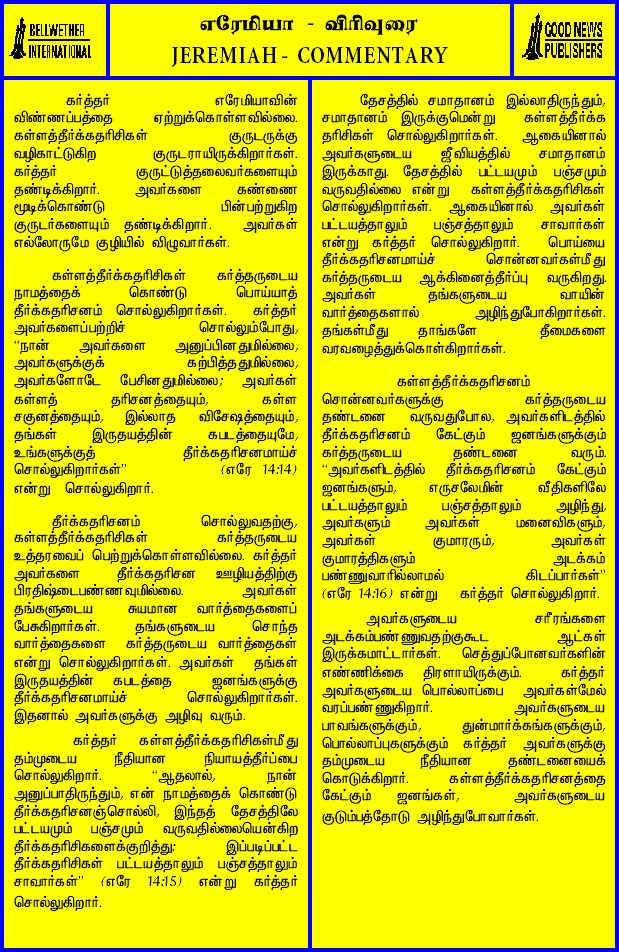 BELLWETHER
INTERNATIONAL
எரேமியா - விரிவுரை
JEREMIAH - COMMENTARY
GOOD NEWS
PUBLISHERS
கர்த்தர் எரேமியாவின்
விண்ணப்பத்தை ஏற்றுக்கொள்ளவில்லை.
கள்ளத்தீர்க்கதரிசிகள் குருடருக்கு
வழிகாட்டுகிற குருடராயிருக்கிறார்கள்.
கர்த்தர் குருட்டுத்தலைவர்களையும்
தண்டிக்கிறார். அவர்களை கண்ணை
மூடிக்கொண்டு பின்பற்றுகிற
குருடர்களையும் தண்டிக்கிறார். அவர்கள்
எல்லோருமே குழியில் விழுவார்கள்.
கள்ளத்தீர்க்கதரிசிகள் கர்த்தருடைய
நாமத்தைக் கொண்டு பொய்யாத்
தீர்க்கதரிசனம் சொல்லுகிறார்கள். கர்த்தர்
அவர்களைப்பற்றிச் சொல்லும்போது,
“நான் அவர்களை அனுப்பினதுமில்லை,
அவர்களுக்குக் கற்பித்ததுமில்லை,
அவர்களோடே பேசினதுமில்லை; அவர்கள்
கள்ளத் தரிசனத்தையும், கள்ள
சகுனத்தையும், இல்லாத விசேஷத்தையும்,
தங்கள் இருதயத்தின் கபடத்தையுமே,
உங்களுக்குத் தீர்க்கதரிசனமாய்ச்
சொல்லுகிறார்கள்” (எரே 14:14)
என்று சொல்லுகிறார்.
தீர்க்கதரிசனம் சொல்லுவதற்கு,
கள்ளத்தீர்க்கதரிசிகள் கர்த்தருடைய
உத்தரவைப் பெற்றுக்கொள்ளவில்லை. கர்த்தர்
அவர்களை தீர்க்கதரிசன ஊழியத்திற்கு
பிரதிஷ்டைபண்ணவுமில்லை. அவர்கள்
தங்களுடைய சுயமான வார்த்தைகளைப்
பேசுகிறார்கள். தங்களுடைய சொந்த
வார்த்தைகளை கர்த்தருடைய வார்த்தைகள்
என்று சொல்லுகிறார்கள். அவர்கள் தங்கள்
இருதயத்தின் கபடத்தை ஜனங்களுக்கு
தீர்க்கதரிசனமாய்ச் சொல்லுகிறார்கள்.
இதனால் அவர்களுக்கு அழிவு வரும்.
கர்த்தர் கள்ளத்தீர்க்கதரிசிகள்மீது
தம்முடைய நீதியான நியாயத்தீர்ப்பை
சொல்லுகிறார். “ஆதலால், நான்
அனுப்பாதிருந்தும், என் நாமத்தைக் கொண்டு
தீர்க்கதரிசனஞ்சொல்லி, இந்தத் தேசத்திலே
பட்டயமும் பஞ்சமும் வருவதில்லையென்கிற
தீர்க்கதரிசிகளைக்குறித்து: இப்படிப்பட்ட
தீர்க்கதரிசிகள் பட்டயத்தாலும் பஞ்சத்தாலும்
சாவார்கள்” (எரே 14:15) என்று கர்த்தர்
சொல்லுகிறார்.
தேசத்தில் சமாதானம் இல்லாதிருந்தும்,
சமாதானம் இருக்குமென்று கள்ளத்தீர்க்க
தரிசிகள் சொல்லுகிறார்கள். ஆகையினால்
அவர்களுடைய ஜீவியத்தில் சமாதானம்
இருக்காது. தேசத்தில் பட்டயமும் பஞ்சமும்
வருவதில்லை என்று கள்ளத்தீர்க்கதரிசிகள்
சொல்லுகிறார்கள். ஆகையினால் அவர்கள்
பட்டயத்தாலும் பஞ்சத்தாலும் சாவார்கள்
என்று கர்த்தர் சொல்லுகிறார். பொய்யை
தீர்க்கதரிசனமாய்ச் சொன்னவர்கள்மீது
கர்த்தருடைய ஆக்கினைத்தீர்ப்பு வருகிறது.
அவர்கள் தங்களுடைய வாயின்
வார்த்தைகளால் அழிந்துபோகிறார்கள்.
தங்கள்மீது தாங்களே தீமைகளை
வரவழைத்துக்கொள்கிறார்கள்.
கள்ளத்தீர்க்கதரிசனம்
சொன்னவர்களுக்கு கர்த்தருடைய
தண்டனை வருவதுபோல, அவர்களிடத்தில்
தீர்க்கதரிசனம் கேட்கும் ஜனங்களுக்கும்
கர்த்தருடைய தண்டனை வரும்.
“அவர்களிடத்தில் தீர்க்கதரிசனம் கேட்கும்
ஜனங்களும், எருசலேமின் வீதிகளிலே
பட்டயத்தாலும் பஞ்சத்தாலும் அழிந்து,
அவர்களும் அவர்கள் மனைவிகளும்,
அவர்கள் குமாரரும், அவர்கள்
குமாரத்திகளும் அடக்கம்
பண்ணுவாரில்லாமல் கிடப்பார்கள்”
(எரே 14:16) என்று கர்த்தர் சொல்லுகிறார்.
அவர்களுடைய சரீரங்களை
அடக்கம்பண்ணுவதற்குகூட ஆட்கள்
இருக்கமாட்டார்கள். செத்துப்போனவர்களின்
எண்ணிக்கை திரளாயிருக்கும். கர்த்தர்
அவர்களுடைய பொல்லாப்பை அவர்கள்மேல்
வரப்பண்ணுகிறார். அவர்களுடைய
பாவங்களுக்கும், துன்மார்க்கங்களுக்கும்,
பொல்லாப்புகளுக்கும் கர்த்தர் அவர்களுக்கு
தம்முடைய நீதியான தண்டனையைக்
கொடுக்கிறார். கள்ளத்தீர்க்கதரிசனத்தை
கேட்கும் ஜனங்கள், அவர்களுடைய
குடும்பத்தோடு அழிந்துபோவார்கள்.